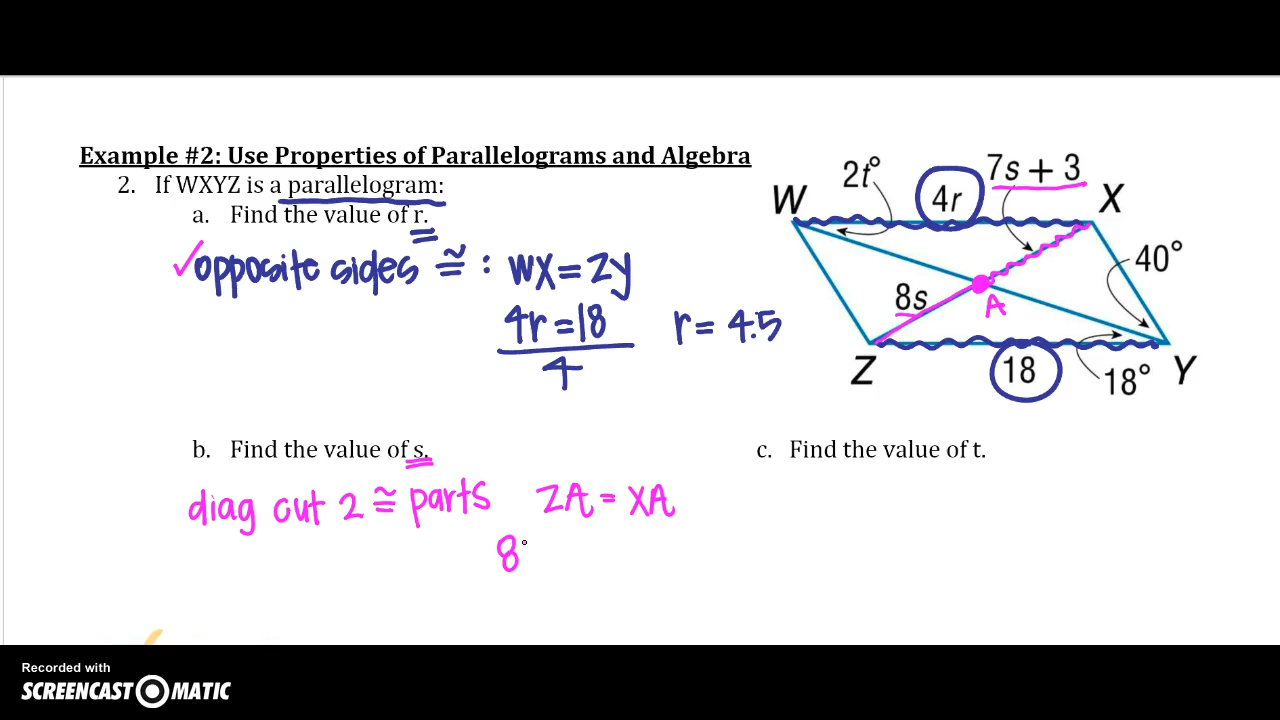 Example #2: Use Properties of Parallelograms and Algebra
2. If WXYZ is a parallelogram:
a. Find the value of r.
✓opposite sides ≅ : WX = ZY
4r = 18 r = 4.5
4
2t° 4r 7s + 3
W X
40°
8s A
Z 18 18° Y
b. Find the value of s. c. Find the value of t.
diag cut 2 ≅ parts ZA = XA
8
Recorded with
SCREENCAST O MATIC